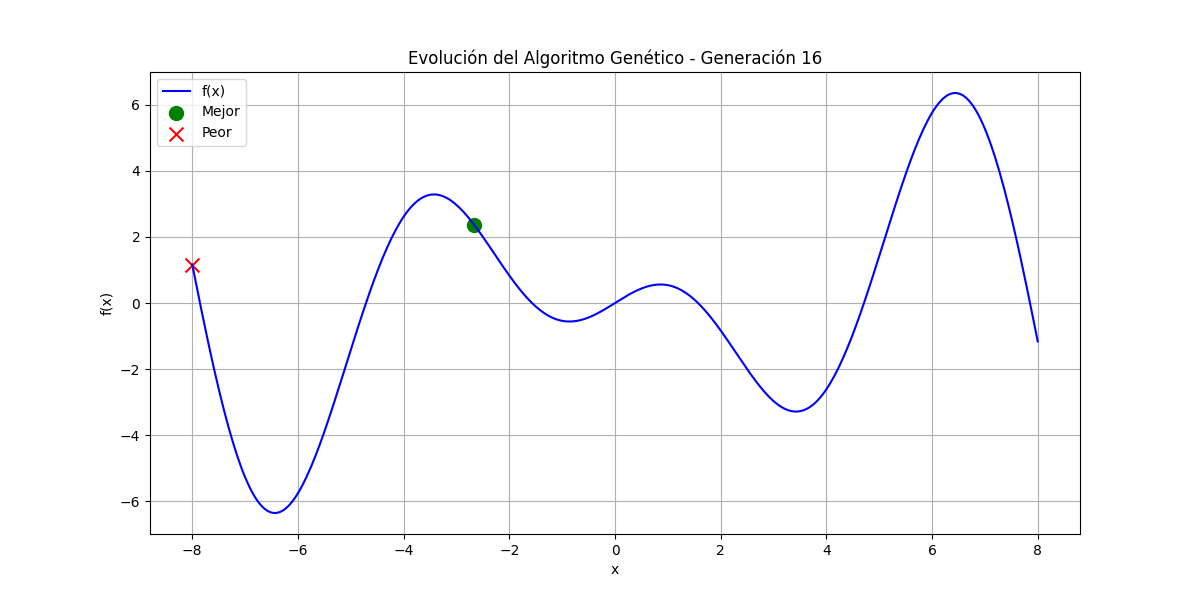 Evolución del Algoritmo Genético - Generación 16
f(x)
Mejor
Peor
6
4
2
0
−2
−4
−6
f(x)
−8
−6
−4
−2
0
2
4
6
8
x